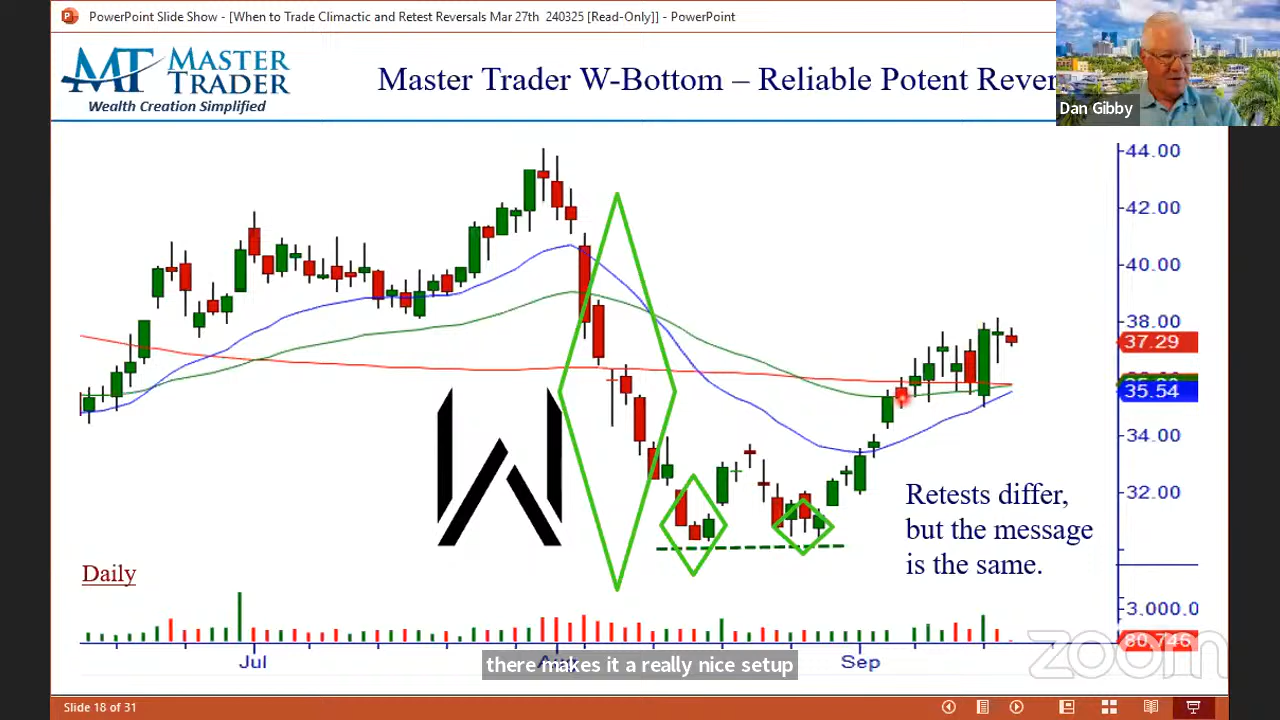 PowerPoint Slide Show - [When to Trade Climactic and Retest Reversals Mar 27th  240325 [Read-Only]] - PowerPoint
MT MASTER TRADER
Wealth Creation Simplified
Master Trader W-Bottom – Reliable Potent Rever
Dan Gibby
44.00
42.00
40.00
38.00
37.29
35.54
34.00
32.00
W
Retests differ,
but the message
is the same.
Daily
3.000.0
80,746
zoom
Jul
Sep
there makes it a really nice setup
Slide 18 of 31